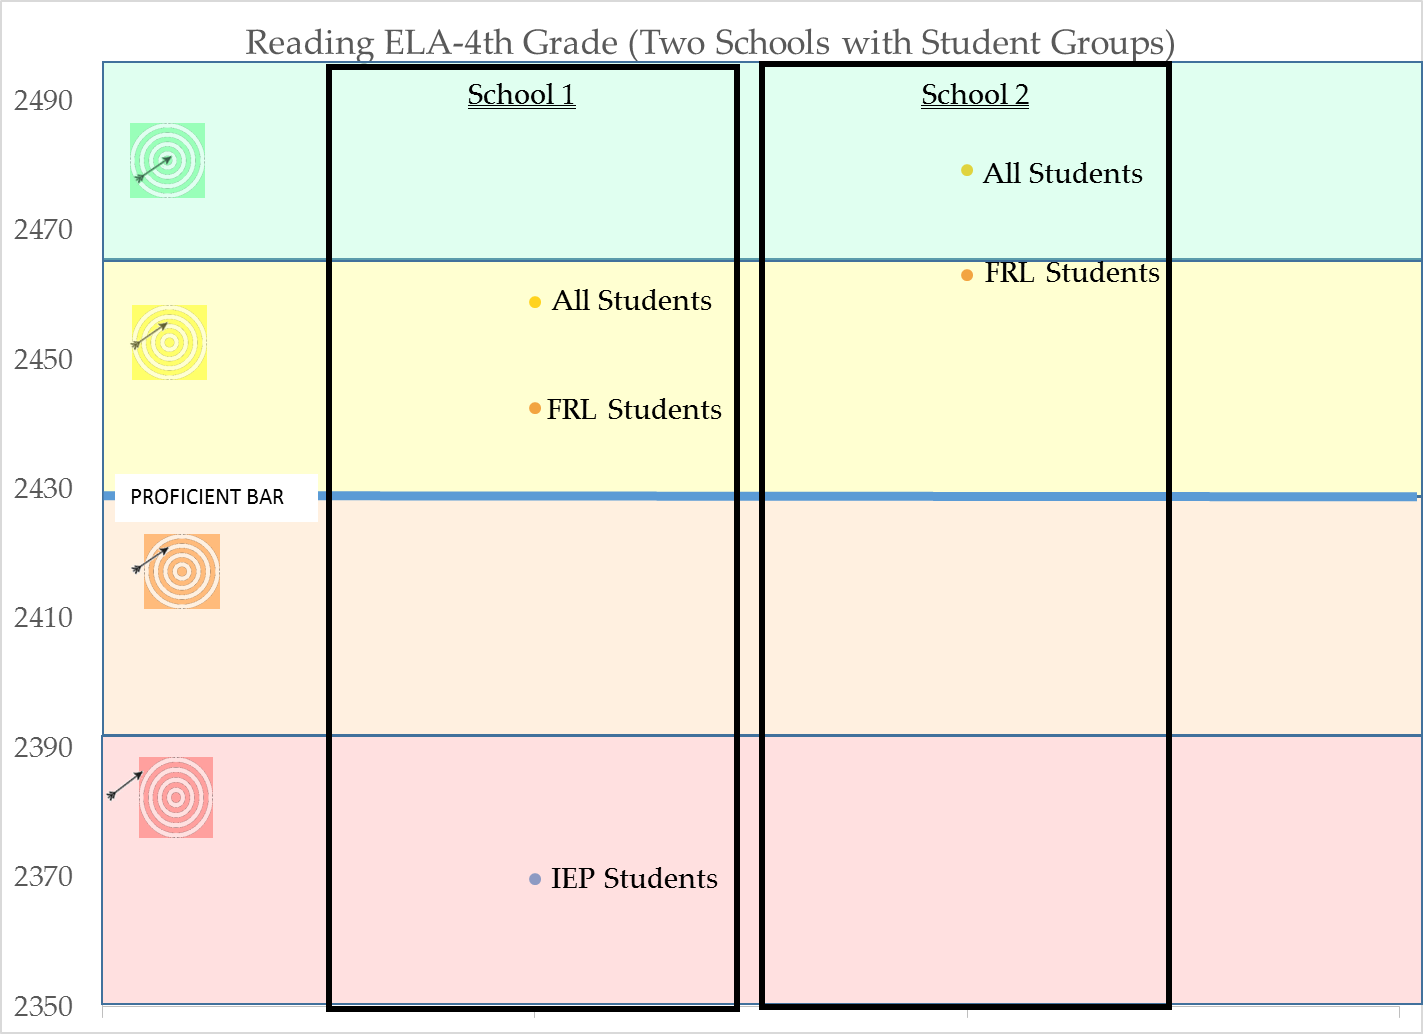 Reading ELA-4th Grade (Two Schools with Student Groups)
2490
School 1
School 2
All Students
2470
FRL Students
All Students
2450
FRL Students
2430
PROFICIENT BAR
2410
2390
2370
IEP Students
2350